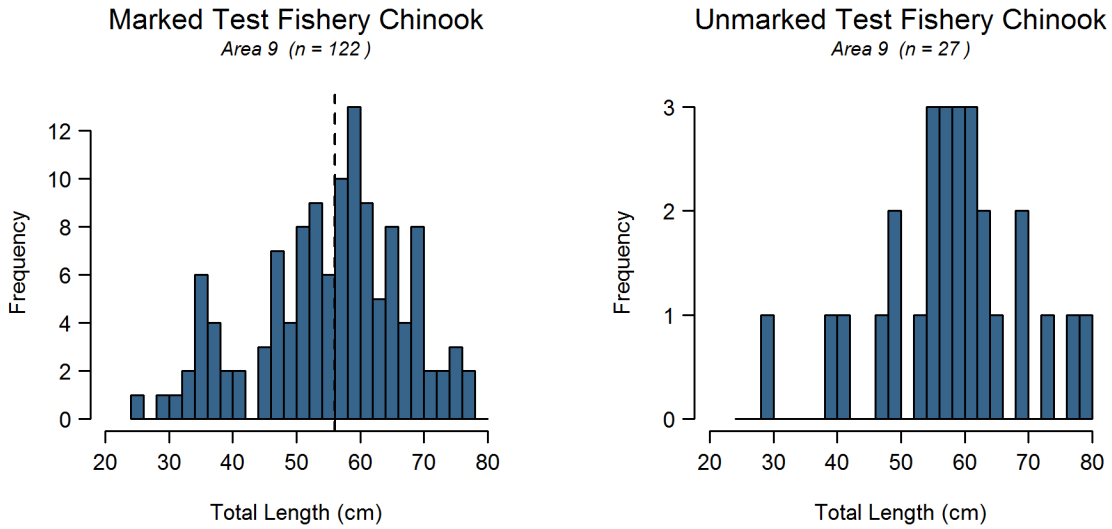 Marked Test Fishery Chinook
Area 9 (n = 122 )
Frequency
0
2
4
6
8
10
12
20 30 40 50 60 70 80
Total Length (cm)
Unmarked Test Fishery Chinook
Area 9 (n = 27 )
Frequency
0
1
2
3
20 30 40 50 60 70 80
Total Length (cm)